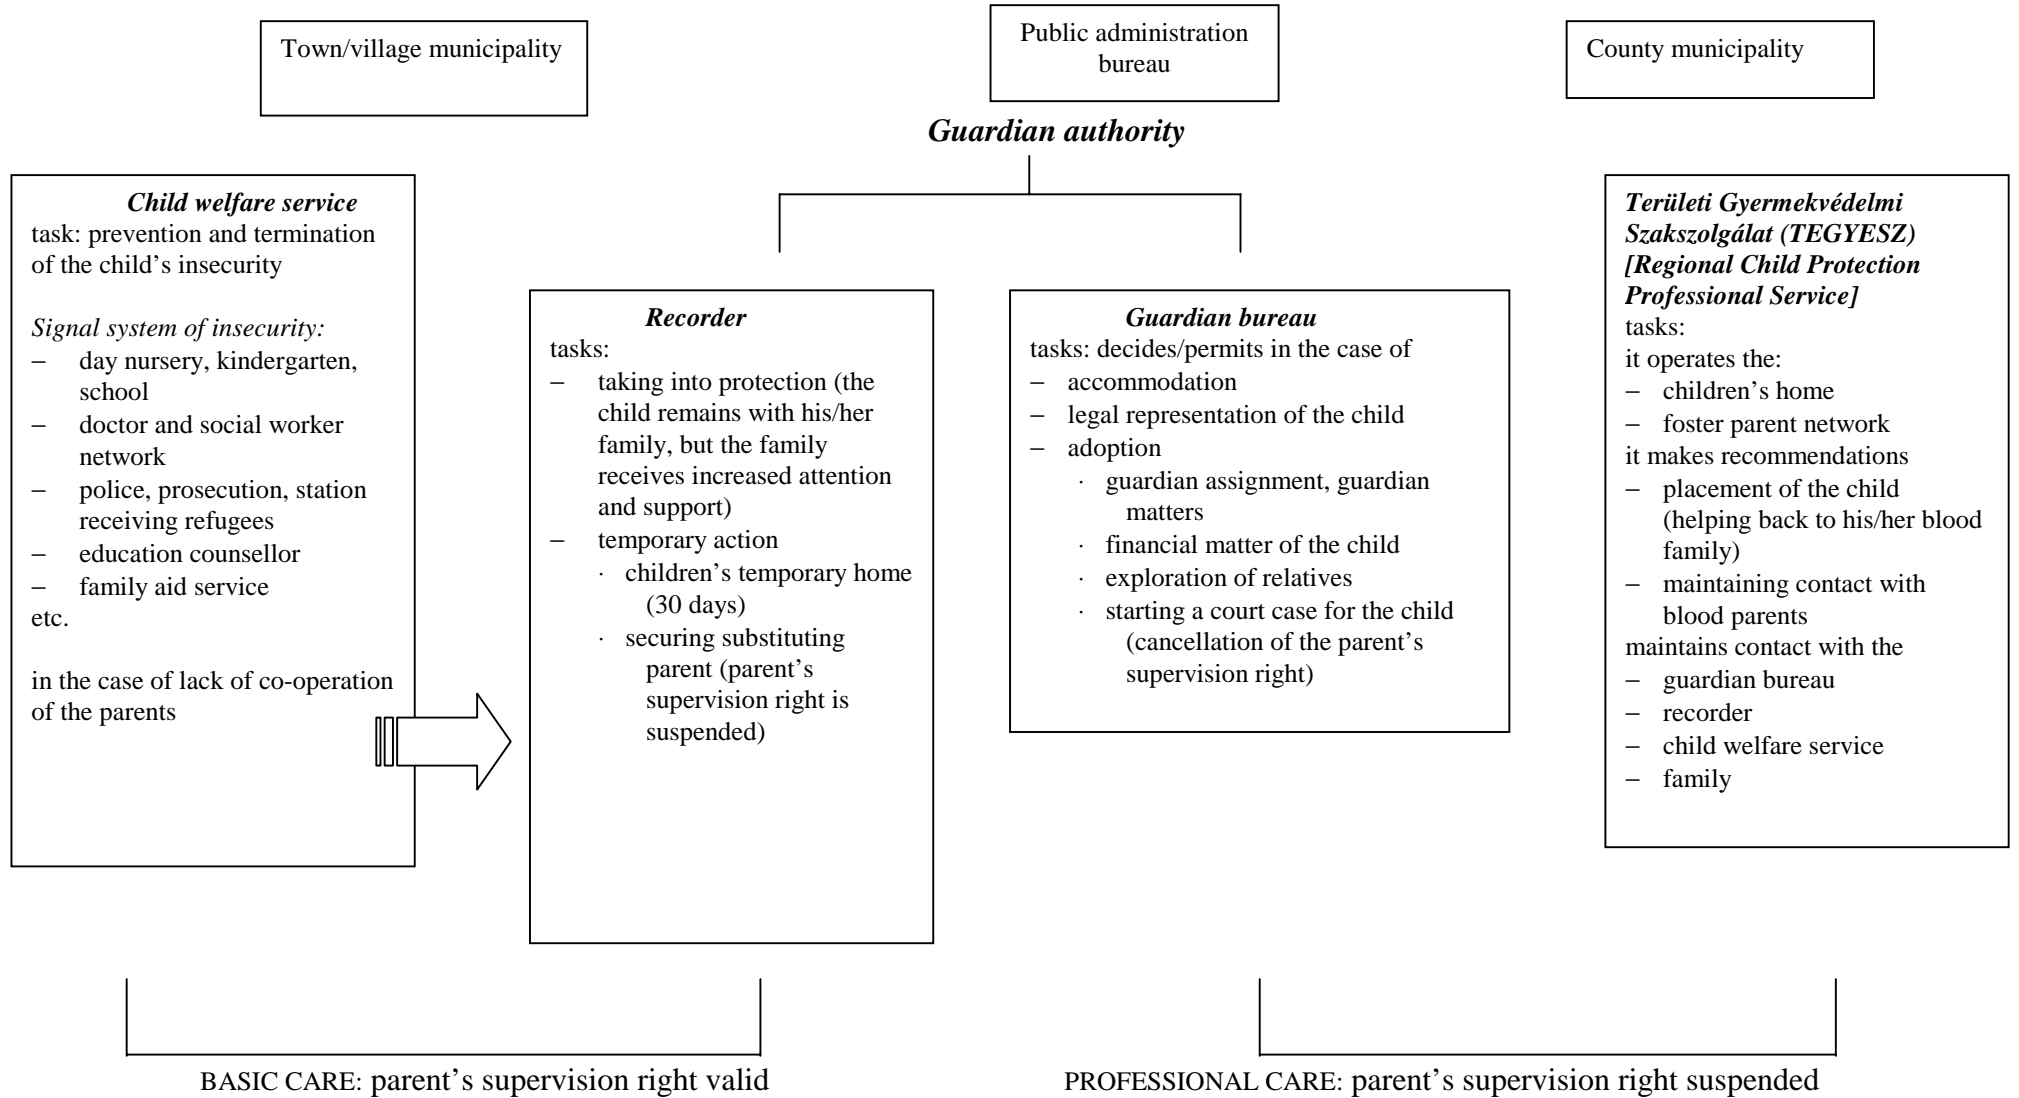 Town/village municipality
Public administration
bureau
County municipality
Guardian authority
Child welfare service
task: prevention and termination
of the child’s insecurity
Signal system of insecurity:
– day nursery, kindergarten,
school
– doctor and social worker
network
– police, prosecution, station
receiving refugees
– education counsellor
– family aid service
etc.
in the case of lack of co-operation
of the parents
Recorder
tasks:
– taking into protection (the
child remains with his/her
family, but the family
receives increased attention
and support)
– temporary action
· children’s temporary home
(30 days)
· securing substituting
parent (parent’s
supervision right is
suspended)
Guardian bureau
tasks: decides/permits in the case of
– accommodation
– legal representation of the child
– adoption
· guardian assignment, guardian
matters
· financial matter of the child
· exploration of relatives
· starting a court case for the child
(cancellation of the parent’s
supervision right)
Területi Gyermekvédelmi
Szakszolgálat (TEGYESZ)
[Regional Child Protection
Professional Service]
tasks:
it operates the:
– children’s home
– foster parent network
it makes recommendations
– placement of the child
(helping back to his/her blood
family)
– maintaining contact with
blood parents
maintains contact with the
– guardian bureau
– recorder
– child welfare service
– family
BASIC CARE: parent’s supervision right valid
PROFESSIONAL CARE: parent’s supervision right suspended